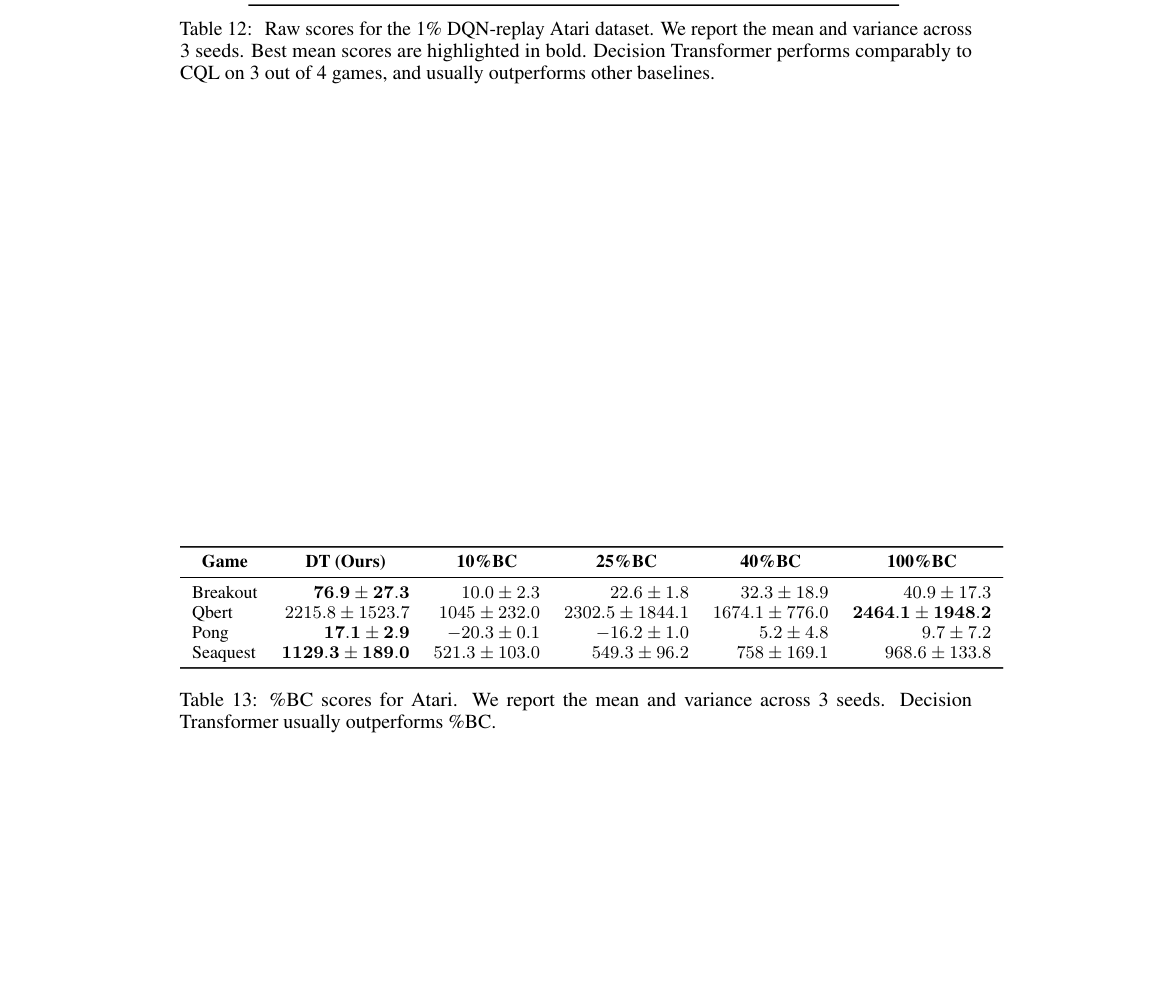 Table 12: Raw scores for the 1% DQN-replay Atari dataset. We report the mean and variance across
3 seeds. Best mean scores are highlighted in bold. Decision Transformer performs comparably to
CQL on 3 out of 4 games, and usually outperforms other baselines.
Game DT (Ours) 10%BC 25%BC 40%BC 100%BC
Breakout 76.9 ± 27.3 10.0 ± 2.3 22.6 ± 1.8 32.3 ± 18.9 40.9 ± 17.3
Qbert 2215.8 ± 1523.7 1045 ± 232.0 2302.5 ± 1844.1 1674.1 ± 776.0 2464.1 ± 1948.2
Pong 17.1 ± 2.9 −20.3 ± 0.1 −16.2 ± 1.0 5.2 ± 4.8 9.7 ± 7.2
Seaquest 1129.3 ± 189.0 521.3 ± 103.0 549.3 ± 96.2 758 ± 169.1 968.6 ± 133.8
Table 13: %BC scores for Atari. We report the mean and variance across 3 seeds. Decision
Transformer usually outperforms %BC.